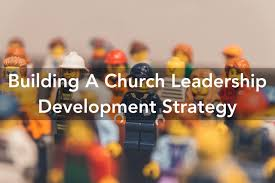 Building A Church Leadership
Development Strategy